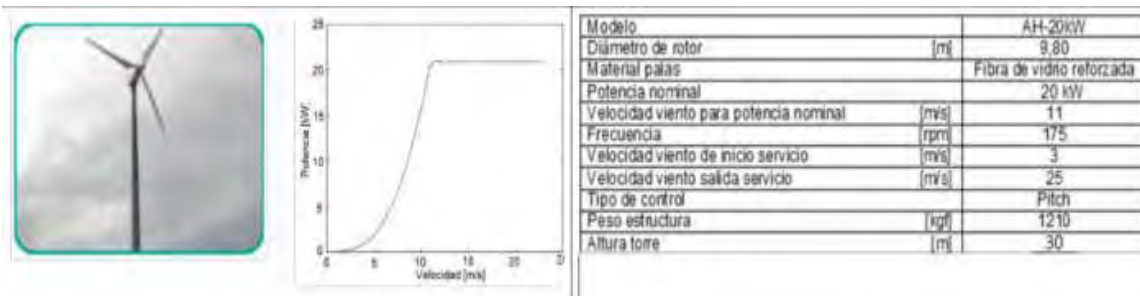 25
20
15
10
5
0
Potencia [kW]
0 5 10 15 20
Velocidad [m/s]
Modelo AH-20kW
Diámetro de rotor [m] 9,80
Material palas Fibra de vidrio reforzada
Potencia nominal 20 kW
Velocidad viento para potencia nominal [m/s] 11
Frecuencia [rpm] 175
Velocidad viento de inicio servicio [m/s] 3
Velocidad viento salida servicio [m/s] 25
Tipo de control Pitch
Peso estructura [kgf] 1210
Altura torre [m] 30